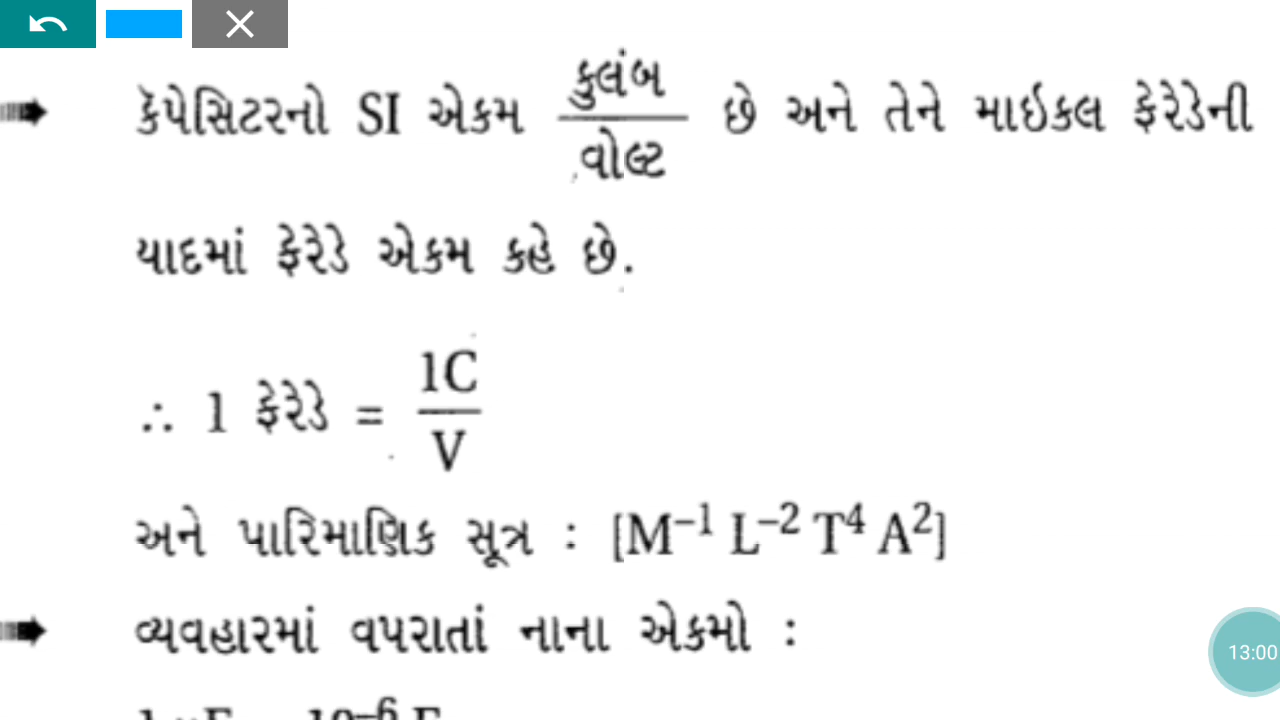 કૅપેસિટરનો SI એકમ કુલંબ/વોલ્ટ છે અને તેને માઇકલ ફેરેડેની
યાદમાં ફેરેડે એકમ કહે છે.
∴ 1 ફેરેડે = 1C/V
અને પારિમાણિક સૂત્ર : [M⁻¹ L⁻² T⁴ A²]
વ્યવહારમાં વપરાતાં નાના એકમો :
13:00